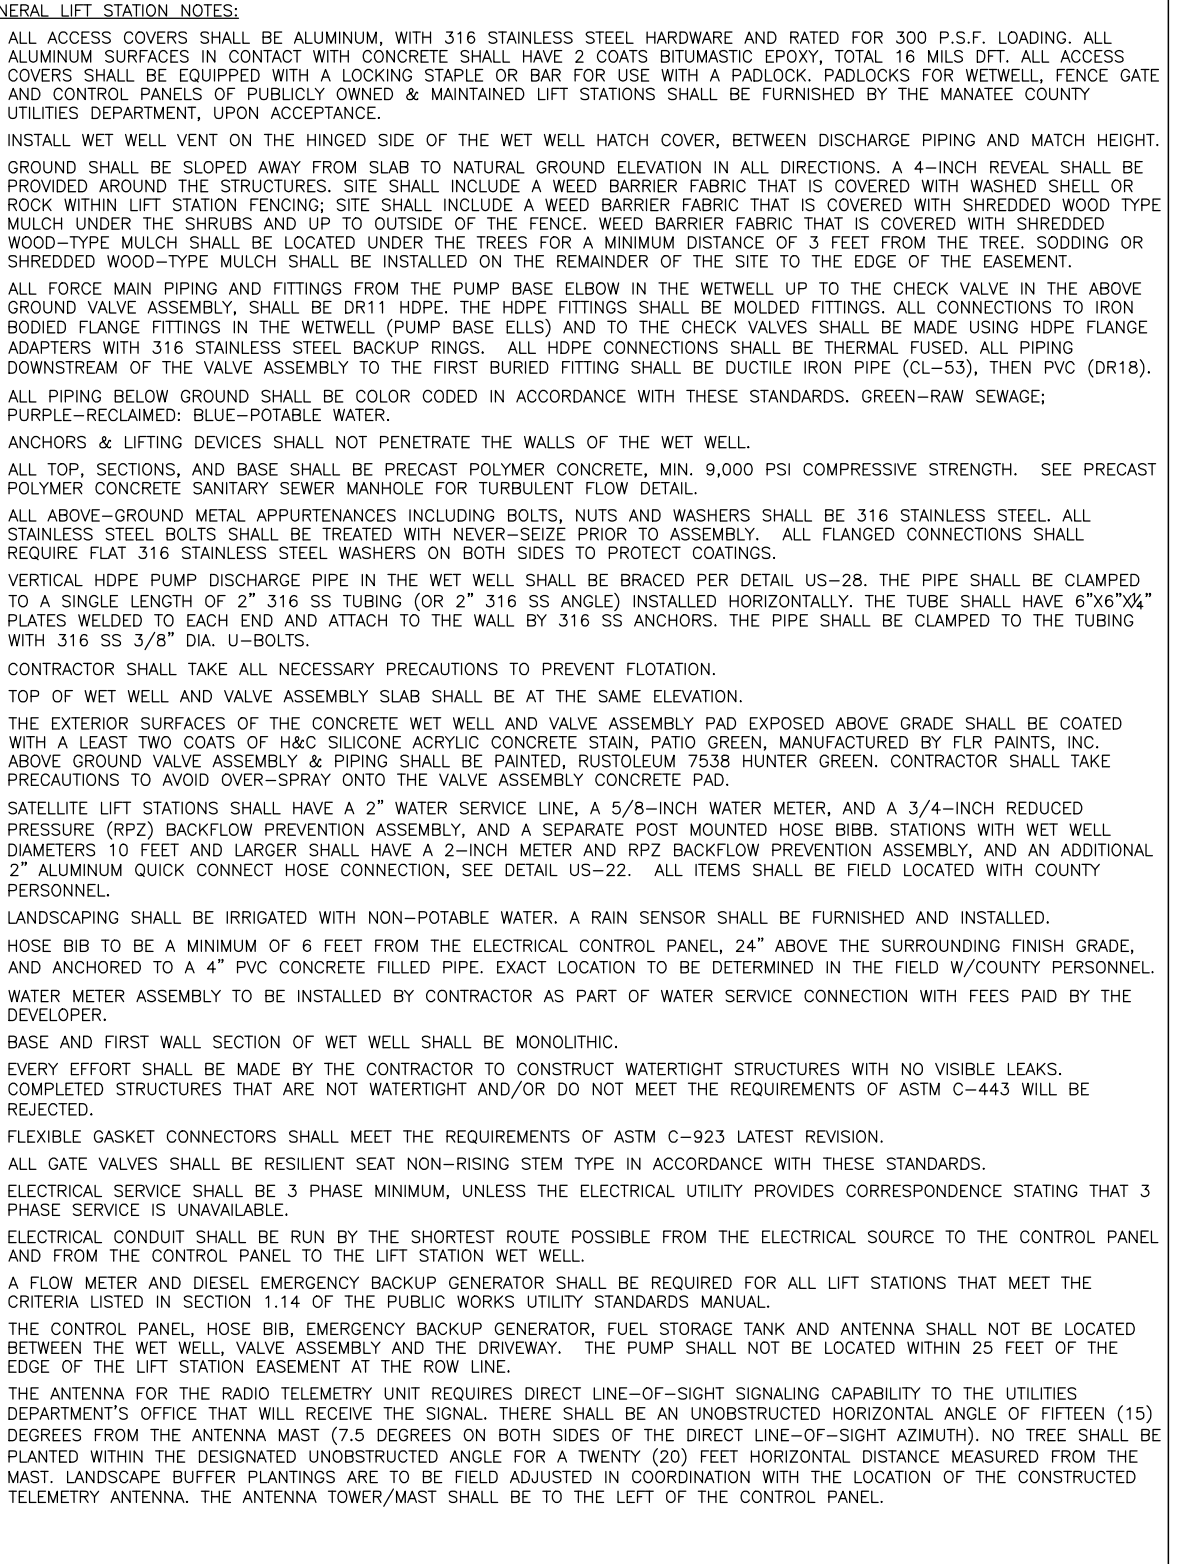 NERAL LIFT STATION NOTES:
ALL ACCESS COVERS SHALL BE ALUMINUM, WITH 316 STAINLESS STEEL HARDWARE AND RATED FOR 300 P.S.F. LOADING. ALL
ALUMINUM SURFACES IN CONTACT WITH CONCRETE SHALL HAVE 2 COATS BITUMASTIC EPOXY, TOTAL 16 MILS DFT. ALL ACCESS
COVERS SHALL BE EQUIPPED WITH A LOCKING STAPLE OR BAR FOR USE WITH A PADLOCK. PADLOCKS FOR WETWELL, FENCE GATE
AND CONTROL PANELS OF PUBLICLY OWNED & MAINTAINED LIFT STATIONS SHALL BE FURNISHED BY THE MANATEE COUNTY
UTILITIES DEPARTMENT, UPON ACCEPTANCE.
INSTALL WET WELL VENT ON THE HINGED SIDE OF THE WET WELL HATCH COVER, BETWEEN DISCHARGE PIPING AND MATCH HEIGHT.
GROUND SHALL BE SLOPED AWAY FROM SLAB TO NATURAL GROUND ELEVATION IN ALL DIRECTIONS. A 4-INCH REVEAL SHALL BE
PROVIDED AROUND THE STRUCTURES. SITE SHALL INCLUDE A WEED BARRIER FABRIC THAT IS COVERED WITH WASHED SHELL OR
ROCK WITHIN LIFT STATION FENCING; SITE SHALL INCLUDE A WEED BARRIER FABRIC THAT IS COVERED WITH SHREDDED WOOD TYPE
MULCH UNDER THE SHRUBS AND UP TO OUTSIDE OF THE FENCE. WEED BARRIER FABRIC THAT IS COVERED WITH SHREDDED
WOOD-TYPE MULCH SHALL BE LOCATED UNDER THE TREES FOR A MINIMUM DISTANCE OF 3 FEET FROM THE TREE. SODDING OR
SHREDDED WOOD-TYPE MULCH SHALL BE INSTALLED ON THE REMAINDER OF THE SITE TO THE EDGE OF THE EASEMENT.
ALL FORCE MAIN PIPING AND FITTINGS FROM THE PUMP BASE ELBOW IN THE WETWELL UP TO THE CHECK VALVE IN THE ABOVE
GROUND VALVE ASSEMBLY, SHALL BE DR11 HDPE. THE HDPE FITTINGS SHALL BE MOLDED FITTINGS. ALL CONNECTIONS TO IRON
BODIED FLANGE FITTINGS IN THE WETWELL (PUMP BASE ELLS) AND TO THE CHECK VALVES SHALL BE MADE USING HDPE FLANGE
ADAPTERS WITH 316 STAINLESS STEEL BACKUP RINGS.  ALL HDPE CONNECTIONS SHALL BE THERMAL FUSED. ALL PIPING
DOWNSTREAM OF THE VALVE ASSEMBLY TO THE FIRST BURIED FITTING SHALL BE DUCTILE IRON PIPE (CL-53), THEN PVC (DR18).
ALL PIPING BELOW GROUND SHALL BE COLOR CODED IN ACCORDANCE WITH THESE STANDARDS. GREEN-RAW SEWAGE;
PURPLE-RECLAIMED: BLUE-POTABLE WATER.
ANCHORS & LIFTING DEVICES SHALL NOT PENETRATE THE WALLS OF THE WET WELL.
ALL TOP, SECTIONS, AND BASE SHALL BE PRECAST POLYMER CONCRETE, MIN. 9,000 PSI COMPRESSIVE STRENGTH.  SEE PRECAST
POLYMER CONCRETE SANITARY SEWER MANHOLE FOR TURBULENT FLOW DETAIL.
ALL ABOVE-GROUND METAL APPURTENANCES INCLUDING BOLTS, NUTS AND WASHERS SHALL BE 316 STAINLESS STEEL. ALL
STAINLESS STEEL BOLTS SHALL BE TREATED WITH NEVER-SEIZE PRIOR TO ASSEMBLY.  ALL FLANGED CONNECTIONS SHALL
REQUIRE FLAT 316 STAINLESS STEEL WASHERS ON BOTH SIDES TO PROTECT COATINGS.
VERTICAL HDPE PUMP DISCHARGE PIPE IN THE WET WELL SHALL BE BRACED PER DETAIL US-28. THE PIPE SHALL BE CLAMPED
TO A SINGLE LENGTH OF 2" 316 SS TUBING (OR 2" 316 SS ANGLE) INSTALLED HORIZONTALLY. THE TUBE SHALL HAVE 6"X6"X¼"
PLATES WELDED TO EACH END AND ATTACH TO THE WALL BY 316 SS ANCHORS. THE PIPE SHALL BE CLAMPED TO THE TUBING
WITH 316 SS 3/8" DIA. U-BOLTS.
CONTRACTOR SHALL TAKE ALL NECESSARY PRECAUTIONS TO PREVENT FLOTATION.
TOP OF WET WELL AND VALVE ASSEMBLY SLAB SHALL BE AT THE SAME ELEVATION.
THE EXTERIOR SURFACES OF THE CONCRETE WET WELL AND VALVE ASSEMBLY PAD EXPOSED ABOVE GRADE SHALL BE COATED
WITH A LEAST TWO COATS OF H&C SILICONE ACRYLIC CONCRETE STAIN, PATIO GREEN, MANUFACTURED BY FLR PAINTS, INC.
ABOVE GROUND VALVE ASSEMBLY & PIPING SHALL BE PAINTED, RUSTOLEUM 7538 HUNTER GREEN. CONTRACTOR SHALL TAKE
PRECAUTIONS TO AVOID OVER-SPRAY ONTO THE VALVE ASSEMBLY CONCRETE PAD.
SATELLITE LIFT STATIONS SHALL HAVE A 2" WATER SERVICE LINE, A 5/8-INCH WATER METER, AND A 3/4-INCH REDUCED
PRESSURE (RPZ) BACKFLOW PREVENTION ASSEMBLY, AND A SEPARATE POST MOUNTED HOSE BIBB. STATIONS WITH WET WELL
DIAMETERS 10 FEET AND LARGER SHALL HAVE A 2-INCH METER AND RPZ BACKFLOW PREVENTION ASSEMBLY, AND AN ADDITIONAL
2" ALUMINUM QUICK CONNECT HOSE CONNECTION, SEE DETAIL US-22.  ALL ITEMS SHALL BE FIELD LOCATED WITH COUNTY
PERSONNEL.
LANDSCAPING SHALL BE IRRIGATED WITH NON-POTABLE WATER. A RAIN SENSOR SHALL BE FURNISHED AND INSTALLED.
HOSE BIB TO BE A MINIMUM OF 6 FEET FROM THE ELECTRICAL CONTROL PANEL, 24" ABOVE THE SURROUNDING FINISH GRADE,
AND ANCHORED TO A 4" PVC CONCRETE FILLED PIPE. EXACT LOCATION TO BE DETERMINED IN THE FIELD W/COUNTY PERSONNEL.
WATER METER ASSEMBLY TO BE INSTALLED BY CONTRACTOR AS PART OF WATER SERVICE CONNECTION WITH FEES PAID BY THE
DEVELOPER.
BASE AND FIRST WALL SECTION OF WET WELL SHALL BE MONOLITHIC.
EVERY EFFORT SHALL BE MADE BY THE CONTRACTOR TO CONSTRUCT WATERTIGHT STRUCTURES WITH NO VISIBLE LEAKS.
COMPLETED STRUCTURES THAT ARE NOT WATERTIGHT AND/OR DO NOT MEET THE REQUIREMENTS OF ASTM C-443 WILL BE
REJECTED.
FLEXIBLE GASKET CONNECTORS SHALL MEET THE REQUIREMENTS OF ASTM C-923 LATEST REVISION.
ALL GATE VALVES SHALL BE RESILIENT SEAT NON-RISING STEM TYPE IN ACCORDANCE WITH THESE STANDARDS.
ELECTRICAL SERVICE SHALL BE 3 PHASE MINIMUM, UNLESS THE ELECTRICAL UTILITY PROVIDES CORRESPONDENCE STATING THAT 3
PHASE SERVICE IS UNAVAILABLE.
ELECTRICAL CONDUIT SHALL BE RUN BY THE SHORTEST ROUTE POSSIBLE FROM THE ELECTRICAL SOURCE TO THE CONTROL PANEL
AND FROM THE CONTROL PANEL TO THE LIFT STATION WET WELL.
A FLOW METER AND DIESEL EMERGENCY BACKUP GENERATOR SHALL BE REQUIRED FOR ALL LIFT STATIONS THAT MEET THE
CRITERIA LISTED IN SECTION 1.14 OF THE PUBLIC WORKS UTILITY STANDARDS MANUAL.
THE CONTROL PANEL, HOSE BIB, EMERGENCY BACKUP GENERATOR, FUEL STORAGE TANK AND ANTENNA SHALL NOT BE LOCATED
BETWEEN THE WET WELL, VALVE ASSEMBLY AND THE DRIVEWAY.  THE PUMP SHALL NOT BE LOCATED WITHIN 25 FEET OF THE
EDGE OF THE LIFT STATION EASEMENT AT THE ROW LINE.
THE ANTENNA FOR THE RADIO TELEMETRY UNIT REQUIRES DIRECT LINE-OF-SIGHT SIGNALING CAPABILITY TO THE UTILITIES
DEPARTMENT'S OFFICE THAT WILL RECEIVE THE SIGNAL. THERE SHALL BE AN UNOBSTRUCTED HORIZONTAL ANGLE OF FIFTEEN (15)
DEGREES FROM THE ANTENNA MAST (7.5 DEGREES ON BOTH SIDES OF THE DIRECT LINE-OF-SIGHT AZIMUTH). NO TREE SHALL BE
PLANTED WITHIN THE DESIGNATED UNOBSTRUCTED ANGLE FOR A TWENTY (20) FEET HORIZONTAL DISTANCE MEASURED FROM THE
MAST. LANDSCAPE BUFFER PLANTINGS ARE TO BE FIELD ADJUSTED IN COORDINATION WITH THE LOCATION OF THE CONSTRUCTED
TELEMETRY ANTENNA. THE ANTENNA TOWER/MAST SHALL BE TO THE LEFT OF THE CONTROL PANEL.